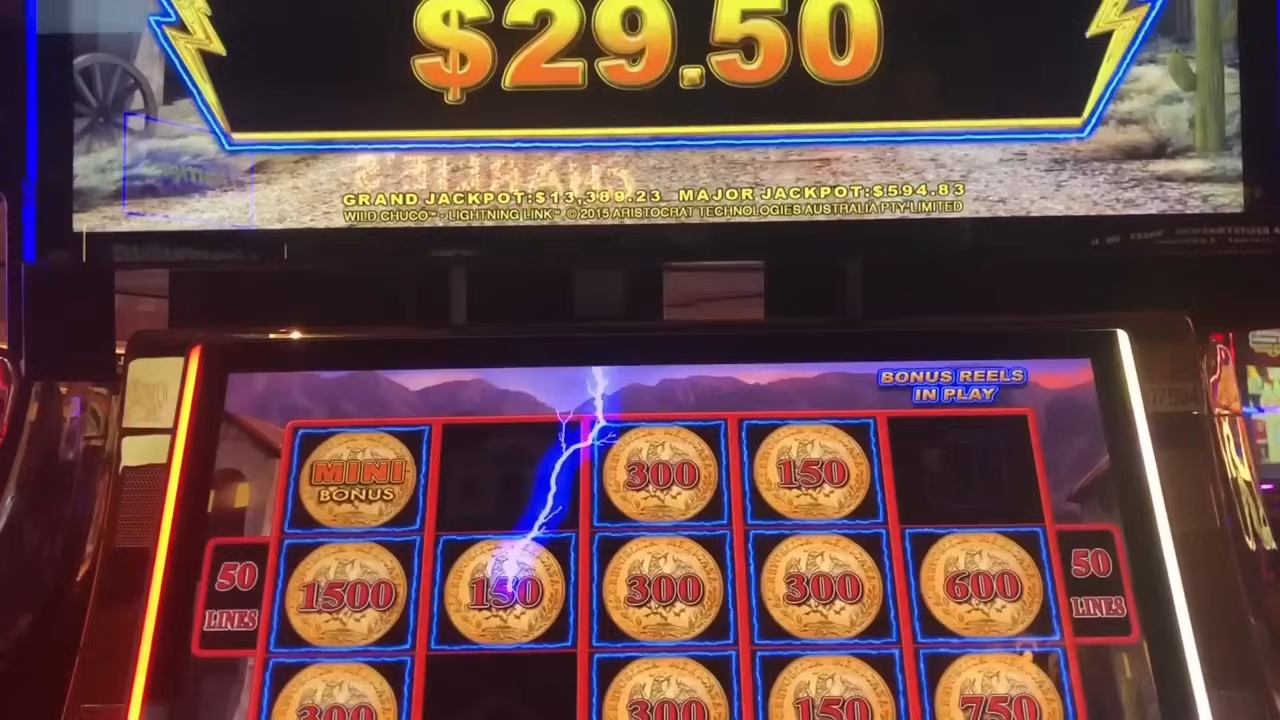 $29.50
GRAND JACKPOT:$13,389.23 MAJOR JACKPOT:$594.83
WILD CHUCO™ - LIGHTNING LINK™ ©2015 ARISTOCRAT TECHNOLOGIES AUSTRALIA PTY LIMITED
BONUS REELS
IN PLAY
MINI
BONUS
300
150
50
LINES
1500
150
300
300
600
50
LINES
300
300
150
750